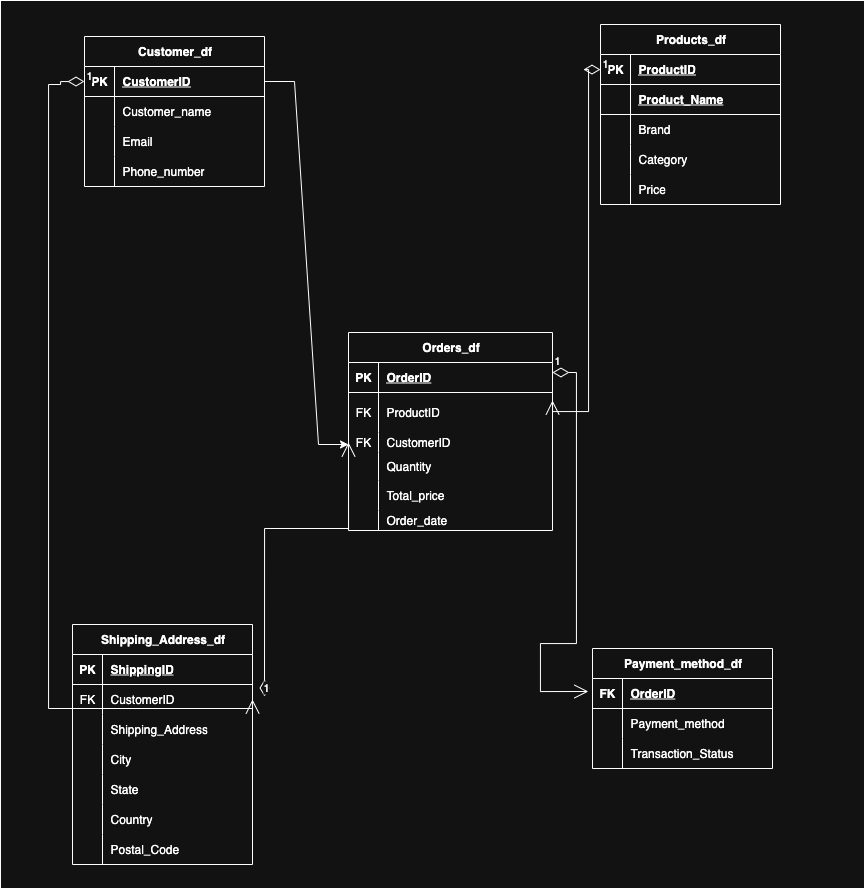 Customer_df
1
PK CustomerID
Customer_name
Email
Phone_number
Products_df
1
PK ProductID
Product_Name
Brand
Category
Price
Orders_df
1
PK OrderID
FK ProductID
FK CustomerID
Quantity
Total_price
Order_date
Shipping_Address_df
PK ShippingID
1
FK CustomerID
Shipping_Address
City
State
Country
Postal_Code
Payment_method_df
FK OrderID
Payment_method
Transaction_Status